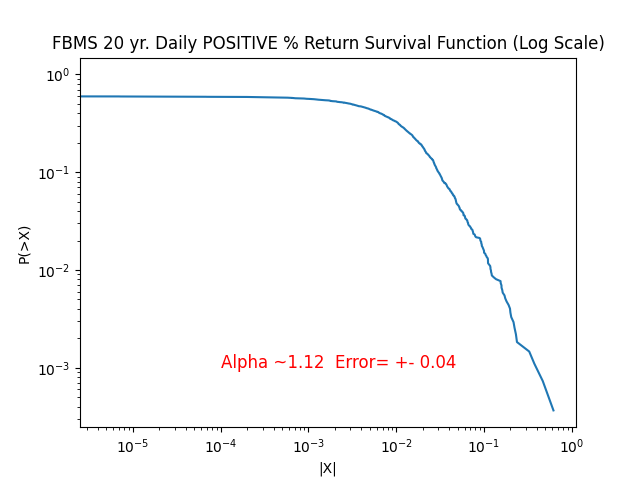 FBMS 20 yr. Daily POSITIVE % Return Survival Function (Log Scale)
10⁰
10⁻¹
10⁻²
10⁻³
P(>X)
Alpha ~1.12  Error= +- 0.04
10⁻⁵ 10⁻⁴ 10⁻³ 10⁻² 10⁻¹ 10⁰
|X|